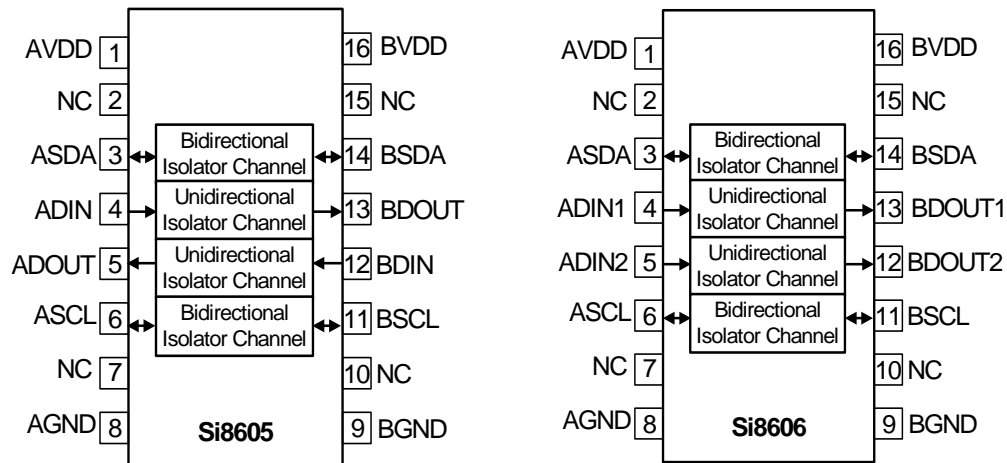 AVDD 1 16 BVDD
NC 2 15 NC
ASDA 3 Bidirectional Isolator Channel 14 BSDA
ADIN 4 Unidirectional Isolator Channel 13 BDOUT
ADOUT 5 Unidirectional Isolator Channel 12 BDIN
ASCL 6 Bidirectional Isolator Channel 11 BSCL
NC 7 10 NC
AGND 8 Si8605 9 BGND
AVDD 1 16 BVDD
NC 2 15 NC
ASDA 3 Bidirectional Isolator Channel 14 BSDA
ADIN1 4 Unidirectional Isolator Channel 13 BDOUT1
ADIN2 5 Unidirectional Isolator Channel 12 BDOUT2
ASCL 6 Bidirectional Isolator Channel 11 BSCL
NC 7 10 NC
AGND 8 Si8606 9 BGND